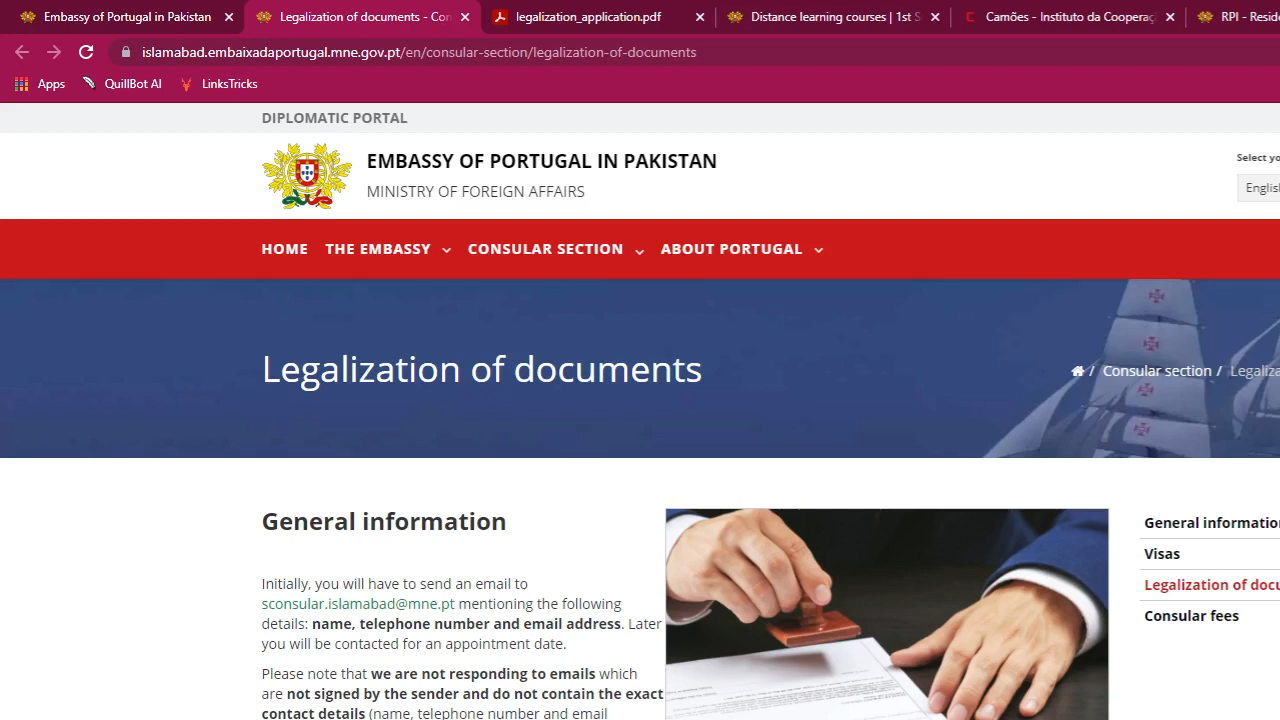 Embassy of Portugal in Pakistan
Legalization of documents - Con
legalization_application.pdf
Distance learning courses | 1st S
Camões - Instituto da Cooperaç
RPI - Reside
islamabad.embaixadaportugal.mne.gov.pt/en/consular-section/legalization-of-documents
Apps QuillBot AI LinksTricks
DIPLOMATIC PORTAL
EMBASSY OF PORTUGAL IN PAKISTAN
MINISTRY OF FOREIGN AFFAIRS
Select yo
English
HOME THE EMBASSY CONSULAR SECTION ABOUT PORTUGAL
Legalization of documents
/ Consular section / Legaliza
General information
Initially, you will have to send an email to
sconsular.islamabad@mne.pt mentioning the following
details: name, telephone number and email address. Later
you will be contacted for an appointment date.
Please note that we are not responding to emails which
are not signed by the sender and do not contain the exact
contact details (name, telephone number and email
General information
Visas
Legalization of docu
Consular fees